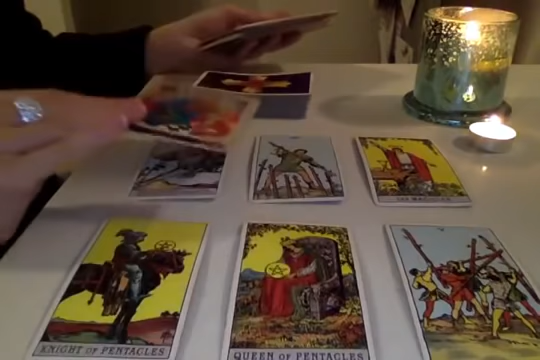 THE MAGICIAN.
KNIGHT OF PENTACLES
QUEEN OF PENTACLES